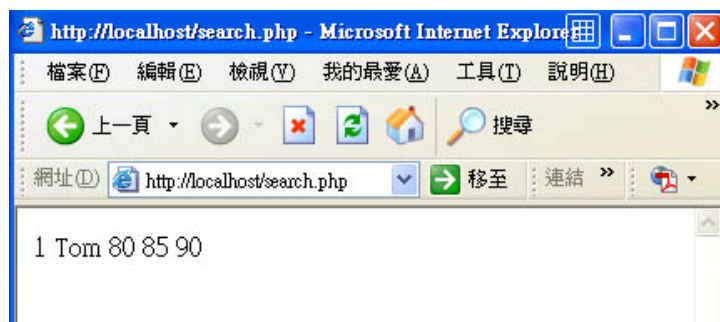 http://localhost/search.php - Microsoft Internet Explorer
檔案(F) 編輯(E) 檢視(V) 我的最愛(A) 工具(T) 說明(H)
上一頁 搜尋 »
網址(D) http://localhost/search.php 移至 連結 »
1 Tom 80 85 90